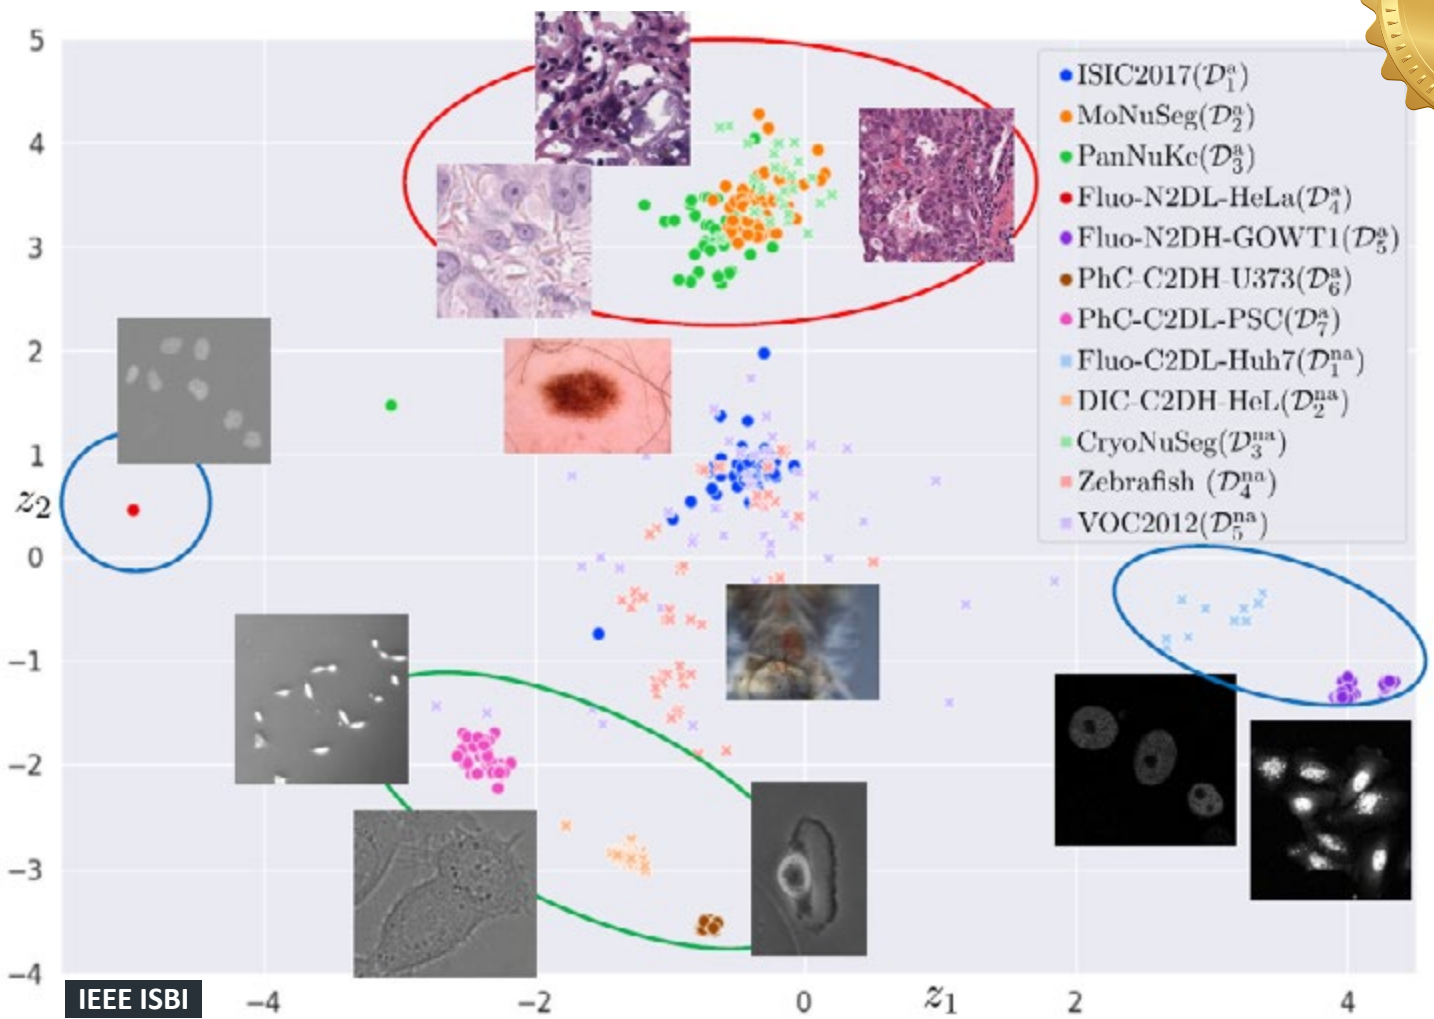 5
4
3
2
1
0
−1
−2
−3
−4
z₂
ISIC2017(𝒟₁ᵃ)
MoNuSeg(𝒟₂ᵃ)
PanNuKe(𝒟₃ᵃ)
Fluo-N2DL-HeLa(𝒟₄ᵃ)
Fluo-N2DH-GOWT1(𝒟₅ᵃ)
PhC-C2DH-U373(𝒟₆ᵃ)
PhC-C2DL-PSC(𝒟₇ᵃ)
Fluo-C2DL-Huh7(𝒟₁ⁿᵃ)
DIC-C2DH-HeL(𝒟₂ⁿᵃ)
CryoNuSeg(𝒟₃ⁿᵃ)
Zebrafish (𝒟₄ⁿᵃ)
VOC2012(𝒟₅ⁿᵃ)
−4 −2 0 z₁ 2 4
IEEE ISBI